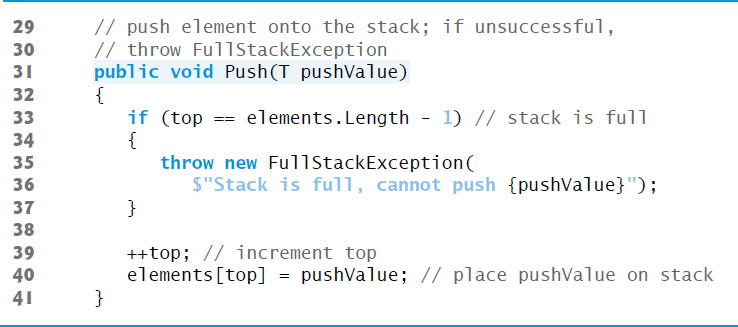 29 // push element onto the stack; if unsuccessful,
30 // throw FullStackException
31 public void Push(T pushValue)
32 {
33 if (top == elements.Length - 1) // stack is full
34 {
35 throw new FullStackException(
36 $"Stack is full, cannot push {pushValue}");
37 }
38
39 ++top; // increment top
40 elements[top] = pushValue; // place pushValue on stack
41 }